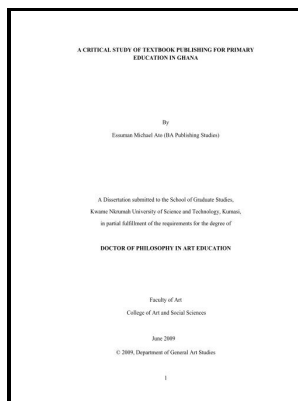 A CRITICAL STUDY OF TEXTBOOK PUBLISHING FOR PRIMARY
EDUCATION IN GHANA
By
Essuman Michael Ato (BA Publishing Studies)
A Dissertation submitted to the School of Graduate Studies,
Kwame Nkrumah University of Science and Technology, Kumasi,
in partial fulfillment of the requirements for the degree of
DOCTOR OF PHILOSOPHY IN ART EDUCATION
Faculty of Art
College of Art and Social Sciences
June 2009
© 2009, Department of General Art Studies
1